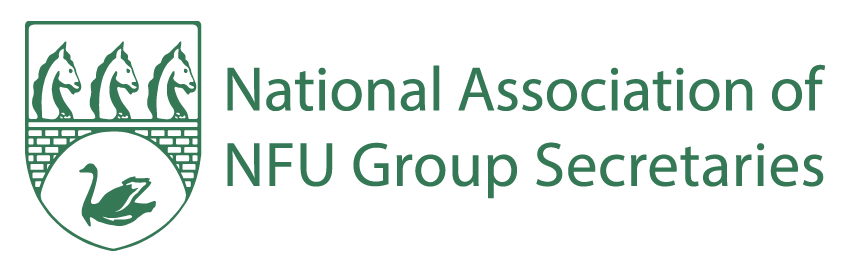 National Association of
NFU Group Secretaries